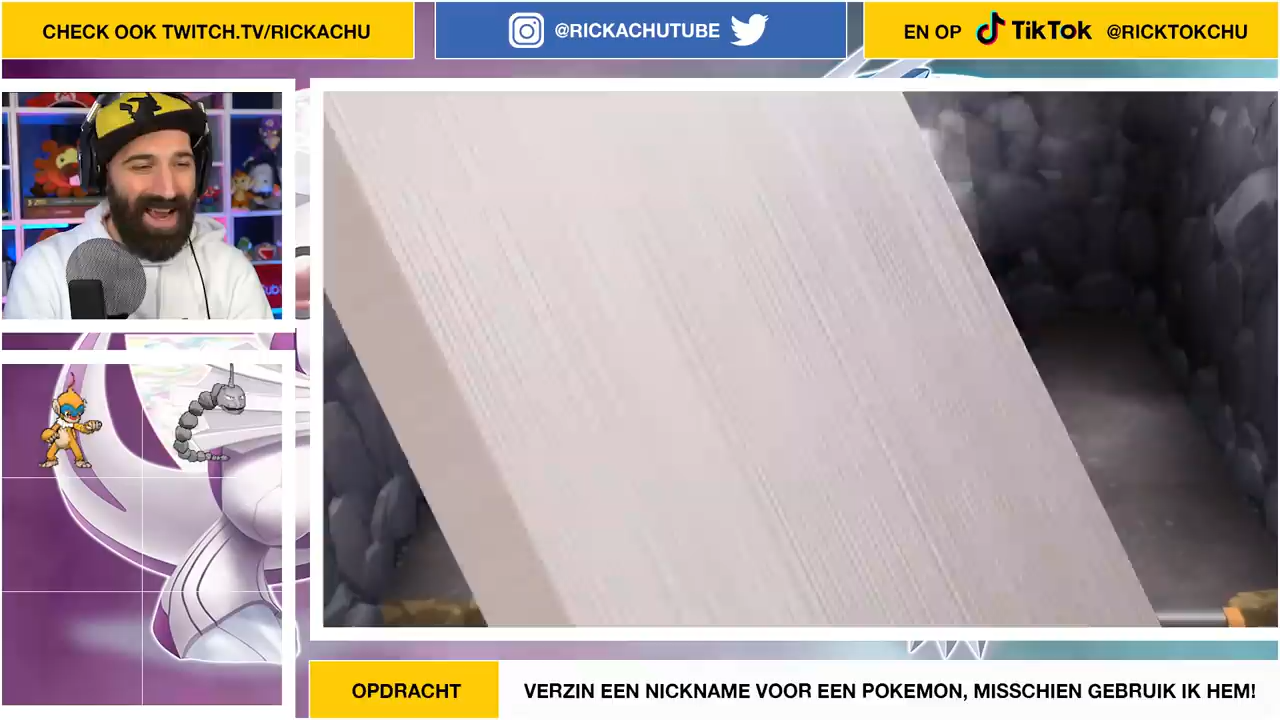 CHECK OOK TWITCH.TV/RICKACHU
@RICKACHUTUBE
EN OP TikTok @RICKTOKCHU
OPDRACHT
VERZIN EEN NICKNAME VOOR EEN POKEMON, MISSCHIEN GEBRUIK IK HEM!